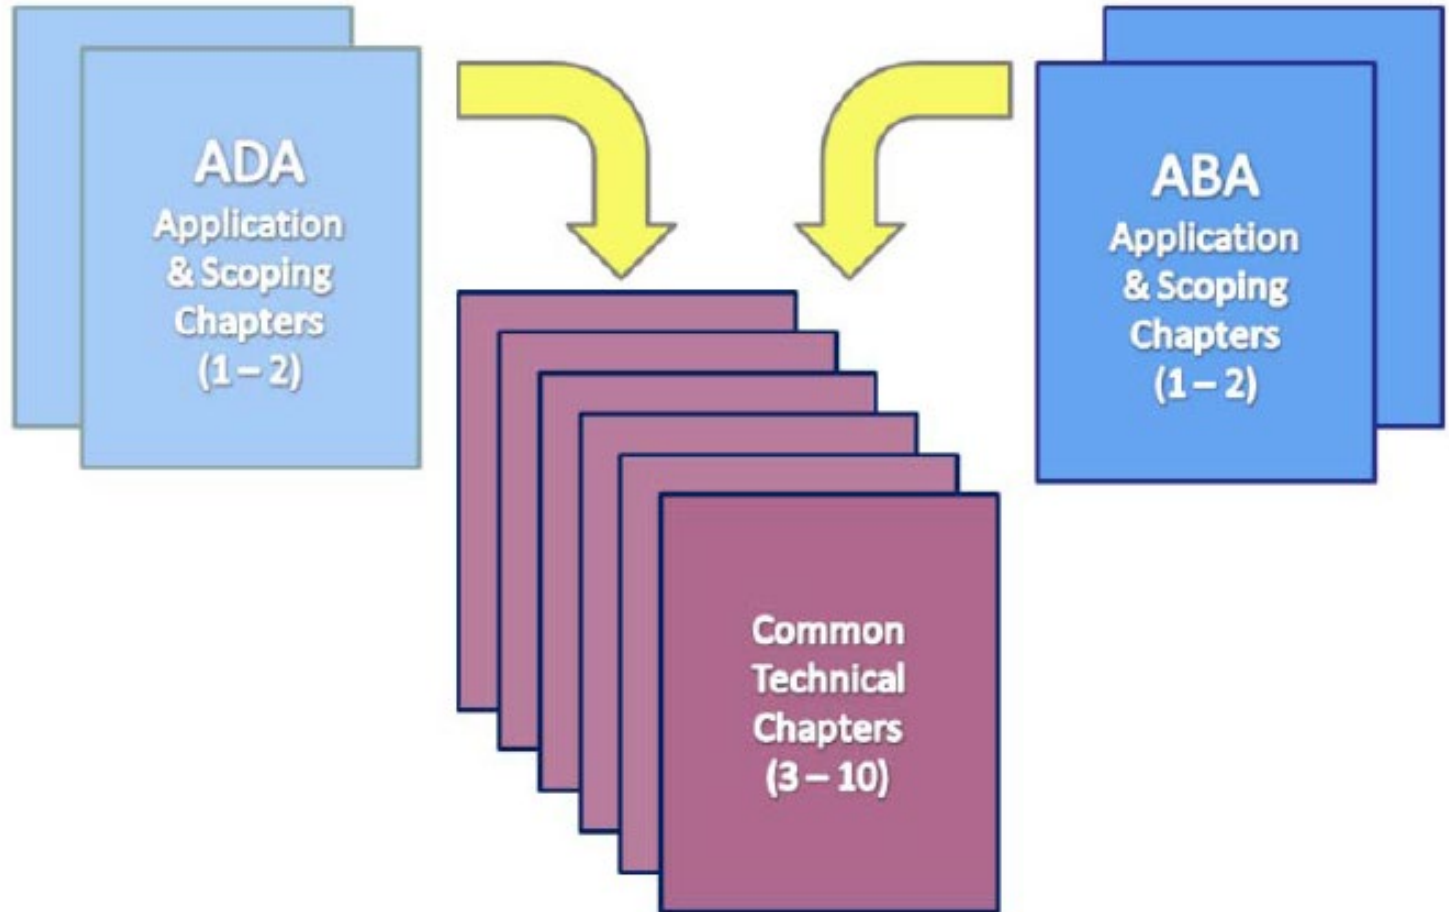 ADA
Application
& Scoping
Chapters
(1 – 2)
ABA
Application
& Scoping
Chapters
(1 – 2)
Common
Technical
Chapters
(3 – 10)